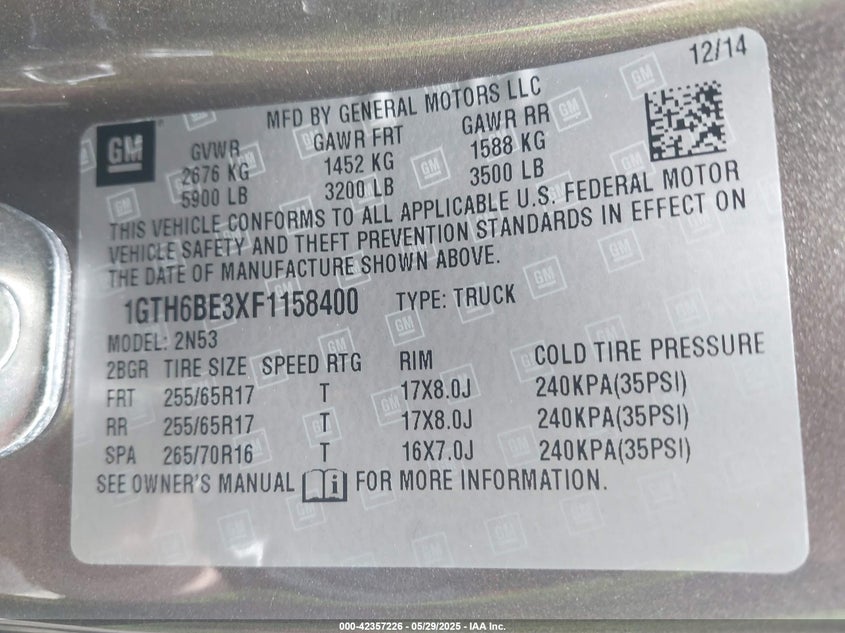 12/14
MFD BY GENERAL MOTORS LLC
GM
GVWR GAWR FRT GAWR RR
2676 KG 1452 KG 1588 KG
5900 LB 3200 LB 3500 LB
THIS VEHICLE CONFORMS TO ALL APPLICABLE U.S. FEDERAL MOTOR
VEHICLE SAFETY AND THEFT PREVENTION STANDARDS IN EFFECT ON
THE DATE OF MANUFACTURE SHOWN ABOVE.
1GTH6BE3XF1158400 TYPE: TRUCK
MODEL: 2N53
2BGR TIRE SIZE SPEED RTG RIM COLD TIRE PRESSURE
FRT 255/65R17 T 17X8.0J 240KPA(35PSI)
RR 255/65R17 T 17X8.0J 240KPA(35PSI)
SPA 265/70R16 T 16X7.0J 240KPA(35PSI)
SEE OWNER'S MANUAL FOR MORE INFORMATION.
000-42357226 - 05/29/2025 - IAA Inc.